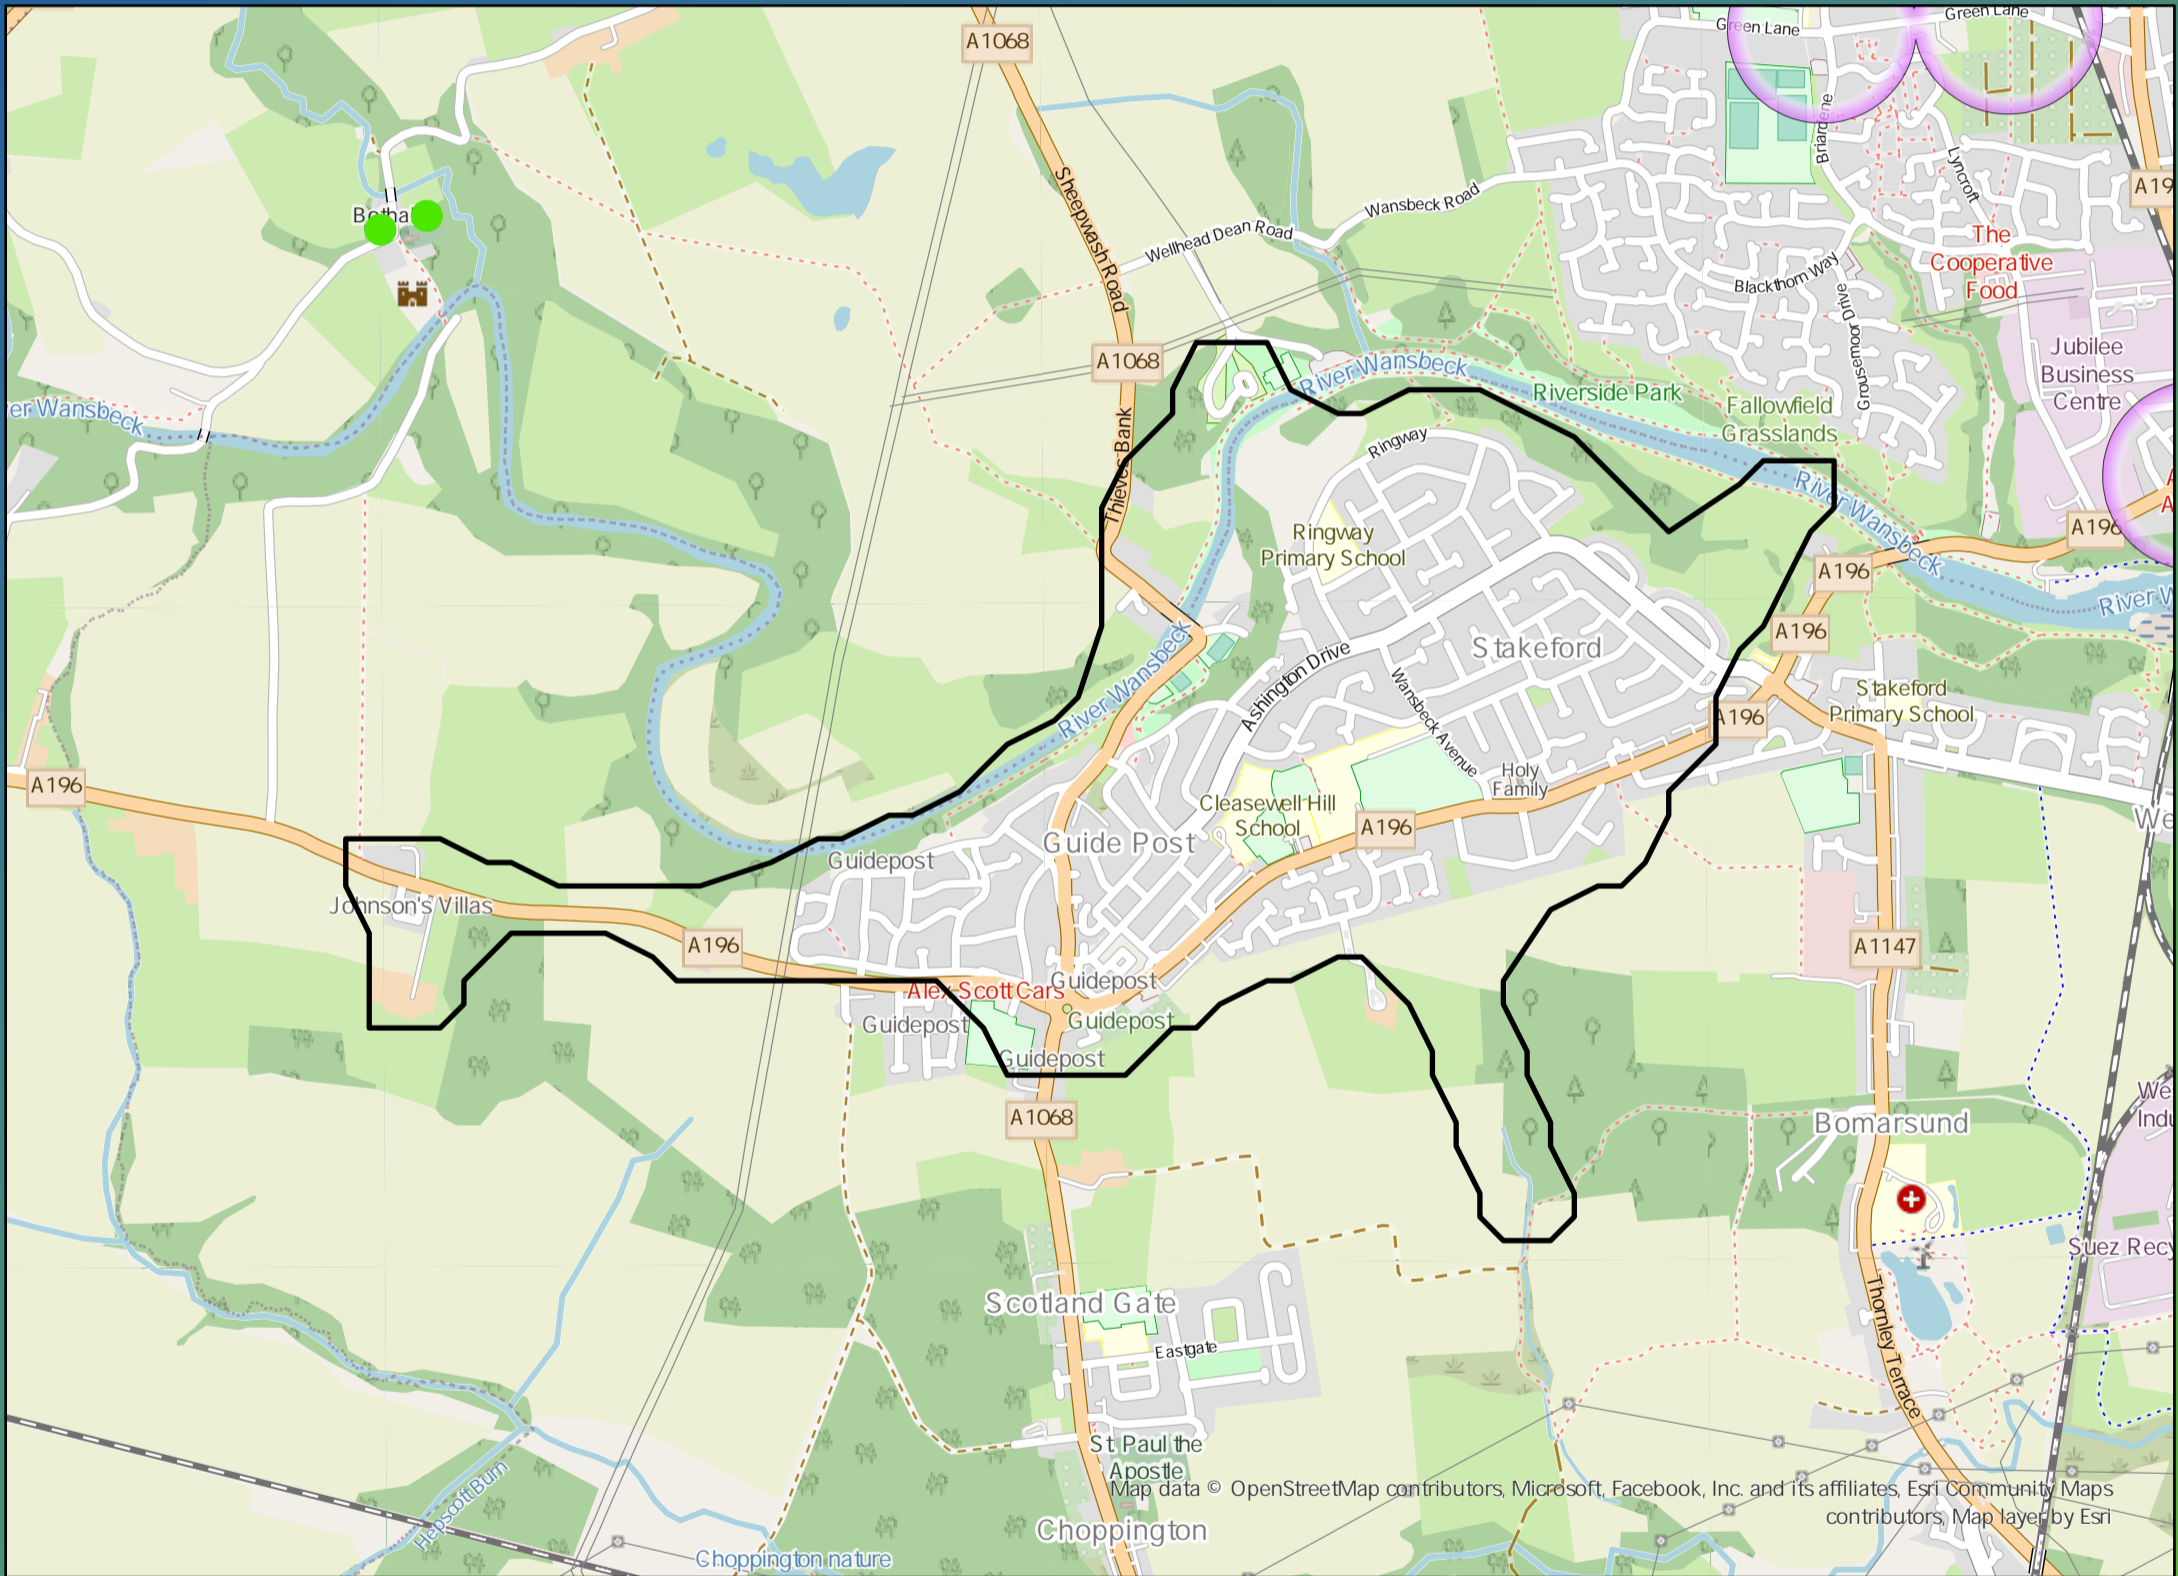 Green Lane
Green Lane
A1068
Briardene
Lyncroft
A19
Sheepwash Road
Wansbeck Road
Wellhead Dean Road
Bothal
The
Cooperative
Food
Blackthorn Way
Grousemoor Drive
A1068
Jubilee
Business
Centre
River Wansbeck
Riverside Park
Fallowfield
Grasslands
er Wansbeck
Thieves Bank
Ringway
River Wansbeck
A196
Ringway
Primary School
A196
River W
A196
Stakeford
River Wansbeck
Ashington Drive
Wansbeck Avenue
Stakeford
Primary School
A196
A196
Holy
Family
Cleasewell Hill
School
A196
We
Guide Post
Guidepost
Johnson's Villas
A196
A1147
Guidepost
Alex Scott Cars
Guidepost
Guidepost
Guidepost
A1068
Bomarsund
We
Indu
Suez Recy
Scotland Gate
Eastgate
Thornley Terrace
St. Paul the
Apostle
Hepscott Burn
Map data © OpenStreetMap contributors, Microsoft, Facebook, Inc. and its affiliates, Esri Community Maps
contributors, Map layer by Esri
Choppington
Choppington nature